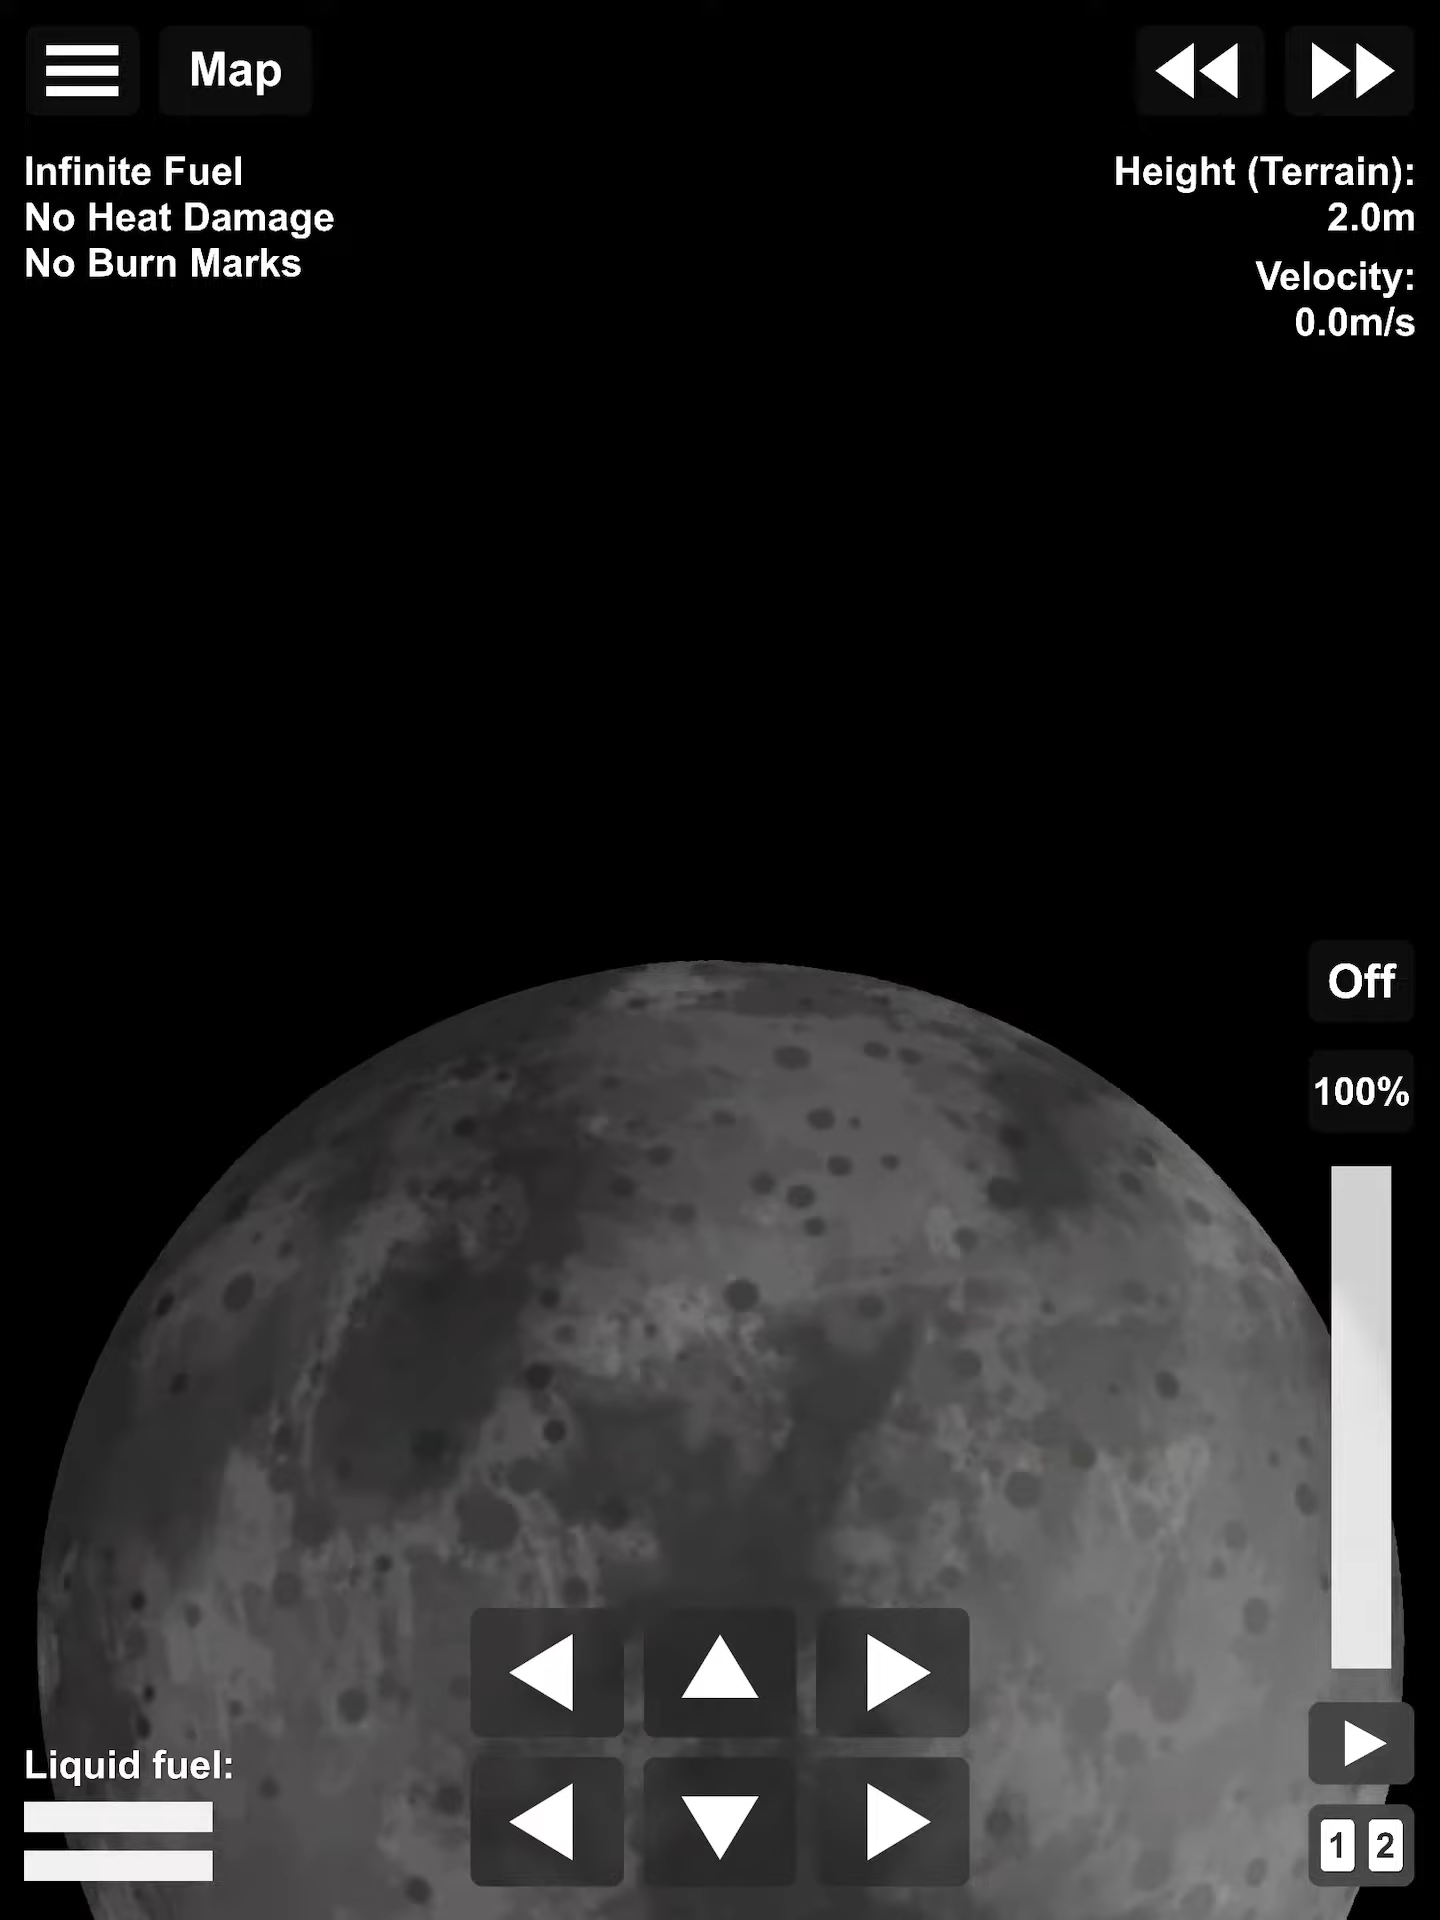 Map
Infinite Fuel
No Heat Damage
No Burn Marks
Height (Terrain):
2.0m
Velocity:
0.0m/s
Off
100%
Liquid fuel:
1 2